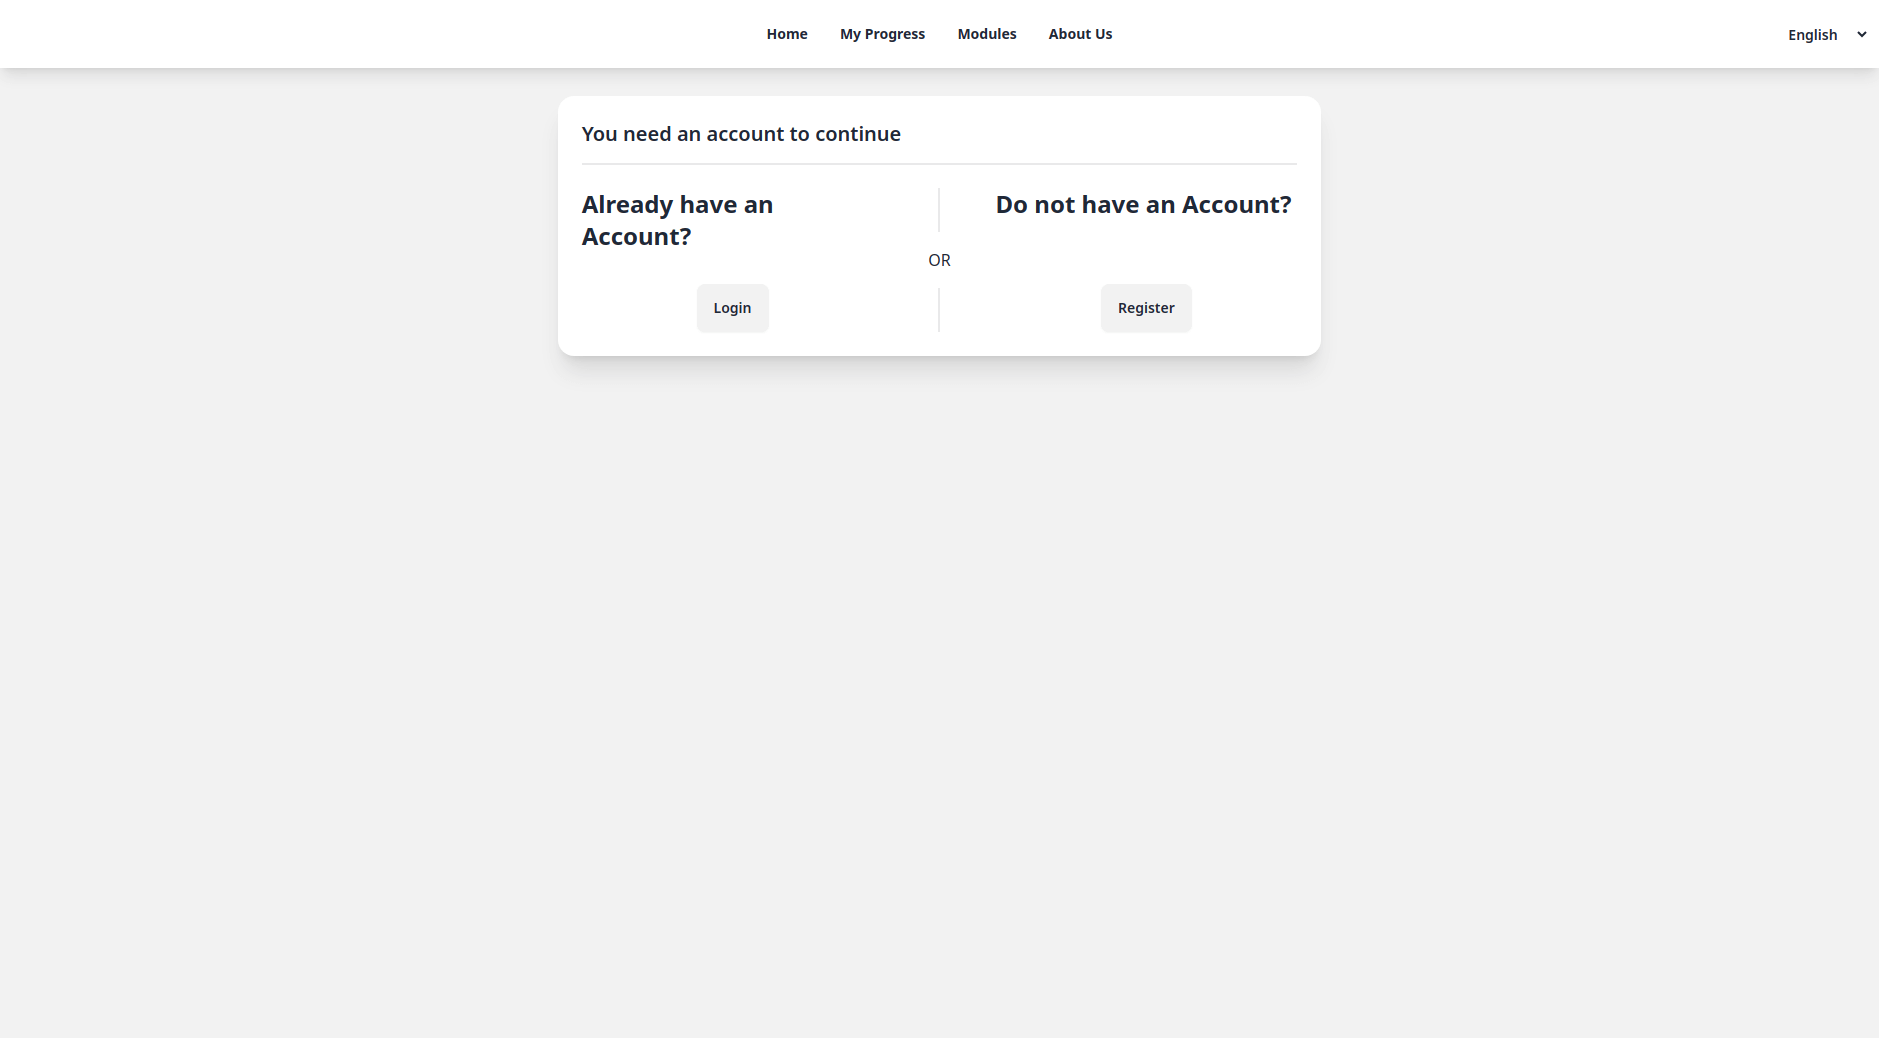 Home My Progress Modules About Us English
You need an account to continue
Already have an
Account?
Login
OR
Do not have an Account?
Register